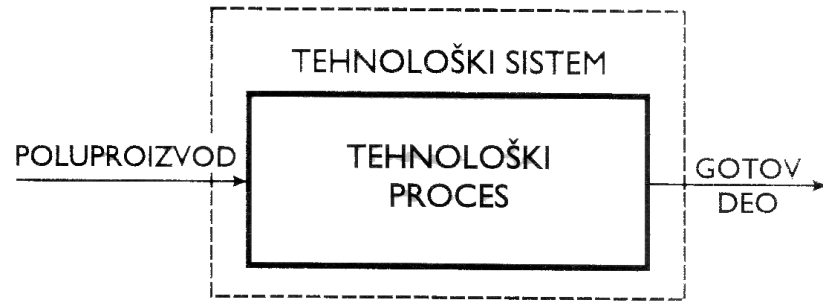 TEHNOLOŠKI SISTEM
POLUPROIZVOD
TEHNOLOŠKI
PROCES
GOTOV
DEO